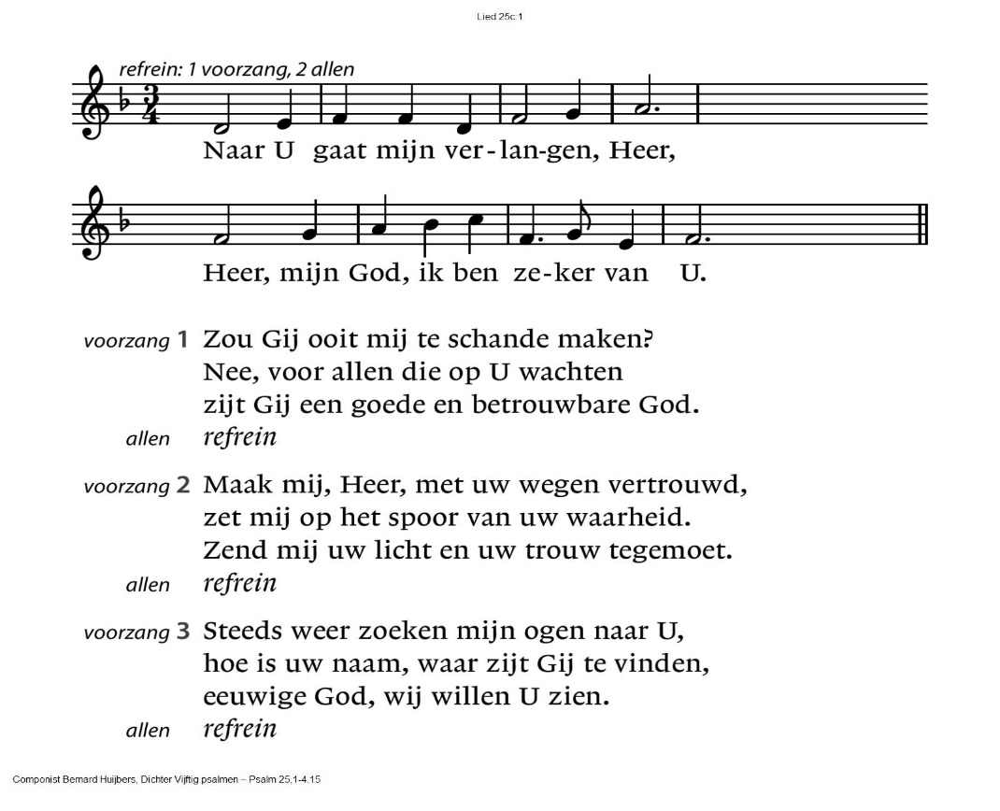 Lied 25c:1
refrein: 1 voorzang, 2 allen
3
4
Naar U gaat mijn ver-lan-gen, Heer,
Heer, mijn God, ik ben ze-ker van U.
voorzang 1 Zou Gij ooit mij te schande maken?
Nee, voor allen die op U wachten
zijt Gij een goede en betrouwbare God.
allen refrein
voorzang 2 Maak mij, Heer, met uw wegen vertrouwd,
zet mij op het spoor van uw waarheid.
Zend mij uw licht en uw trouw tegemoet.
allen refrein
voorzang 3 Steeds weer zoeken mijn ogen naar U,
hoe is uw naam, waar zijt Gij te vinden,
eeuwige God, wij willen U zien.
allen refrein
Componist Bernard Huijbers, Dichter Vijftig psalmen – Psalm 25,1-4.15